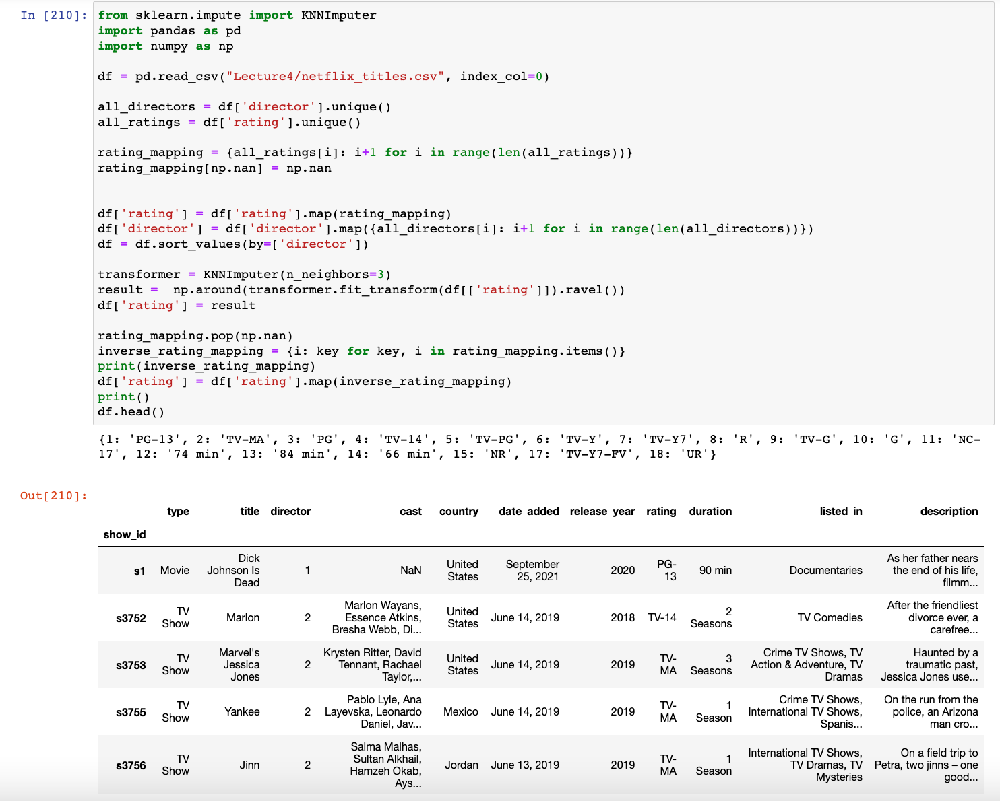 In [210]:
from sklearn.impute import KNNImputer
import pandas as pd
import numpy as np
df = pd.read_csv("Lecture4/netflix_titles.csv", index_col=0)
all_directors = df['director'].unique()
all_ratings = df['rating'].unique()
rating_mapping = {all_ratings[i]: i+1 for i in range(len(all_ratings))}
rating_mapping[np.nan] = np.nan
df['rating'] = df['rating'].map(rating_mapping)
df['director'] = df['director'].map({all_directors[i]: i+1 for i in range(len(all_directors))})
df = df.sort_values(by=['director'])
transformer = KNNImputer(n_neighbors=3)
result =  np.around(transformer.fit_transform(df[['rating']]).ravel())
df['rating'] = result
rating_mapping.pop(np.nan)
inverse_rating_mapping = {i: key for key, i in rating_mapping.items()}
print(inverse_rating_mapping)
df['rating'] = df['rating'].map(inverse_rating_mapping)
print()
df.head()
{1: 'PG-13', 2: 'TV-MA', 3: 'PG', 4: 'TV-14', 5: 'TV-PG', 6: 'TV-Y', 7: 'TV-Y7', 8: 'R', 9: 'TV-G', 10: 'G', 11: 'NC-
17', 12: '74 min', 13: '84 min', 14: '66 min', 15: 'NR', 17: 'TV-Y7-FV', 18: 'UR'}
Out[210]:
type title director cast country date_added release_year rating duration listed_in description
show_id
s1 Movie Dick Johnson Is Dead 1 NaN United States September 25, 2021 2020 PG-13 90 min Documentaries As her father nears the end of his life, filmm...
s3752 TV Show Marlon 2 Marlon Wayans, Essence Atkins, Bresha Webb, Di... United States June 14, 2019 2018 TV-14 2 Seasons TV Comedies After the friendliest divorce ever, a carefree...
s3753 TV Show Marvel's Jessica Jones 2 Krysten Ritter, David Tennant, Rachael Taylor,... United States June 14, 2019 2019 TV-MA 3 Seasons Crime TV Shows, TV Action & Adventure, TV Dramas Haunted by a traumatic past, Jessica Jones use...
s3755 TV Show Yankee 2 Pablo Lyle, Ana Layevska, Leonardo Daniel, Jav... Mexico June 14, 2019 2019 TV-MA 1 Season Crime TV Shows, International TV Shows, Spanis... On the run from the police, an Arizona man cro...
s3756 TV Show Jinn 2 Salma Malhas, Sultan Alkhail, Hamzeh Okab, Ays... Jordan June 13, 2019 2019 TV-MA 1 Season International TV Shows, TV Dramas, TV Mysteries On a field trip to Petra, two jinns – one good...